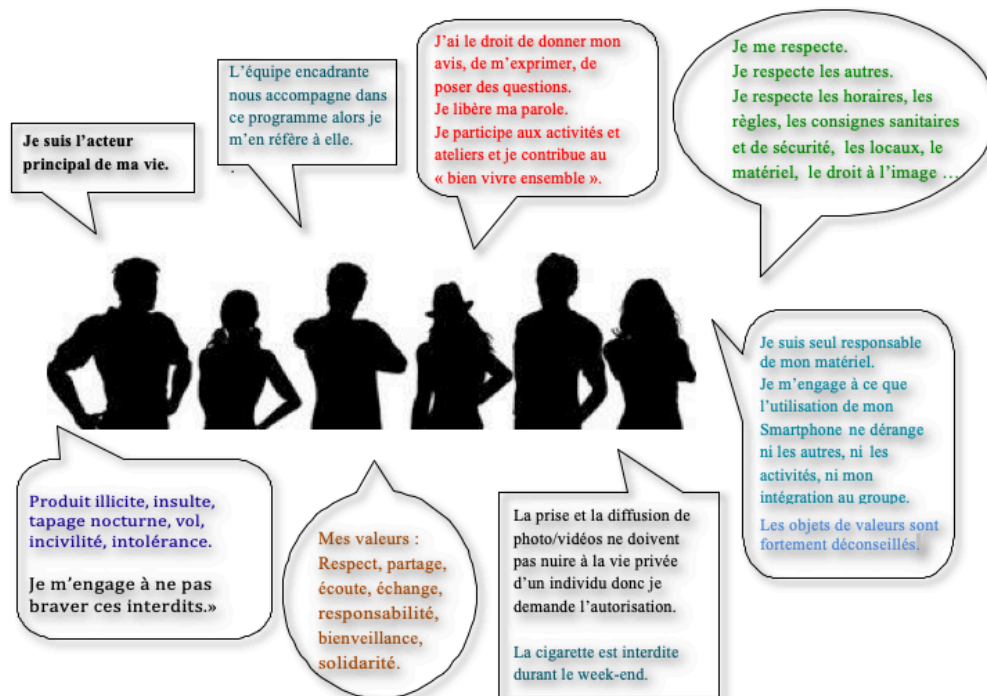 Je suis l'acteur
principal de ma vie.
L'équipe encadrante
nous accompagne dans
ce programme alors je
m'en réfère à elle.
.
J'ai le droit de donner mon
avis, de m'exprimer, de
poser des questions.
Je libère ma parole.
Je participe aux activités et
ateliers et je contribue au
« bien vivre ensemble ».
Je me respecte.
Je respecte les autres.
Je respecte les horaires, les
règles, les consignes sanitaires
et de sécurité, les locaux, le
matériel, le droit à l'image …
Je suis seul responsable
de mon matériel.
Je m'engage à ce que
l'utilisation de mon
Smartphone ne dérange
ni les autres, ni les
activités, ni mon
intégration au groupe.
Les objets de valeurs sont
fortement déconseillés.
Produit illicite, insulte,
tapage nocturne, vol,
incivilité, intolérance.
Je m'engage à ne pas
braver ces interdits.»
Mes valeurs :
Respect, partage,
écoute, échange,
responsabilité,
bienveillance,
solidarité.
La prise et la diffusion de
photo/vidéos ne doivent
pas nuire à la vie privée
d'un individu donc je
demande l'autorisation.
La cigarette est interdite
durant le week-end.